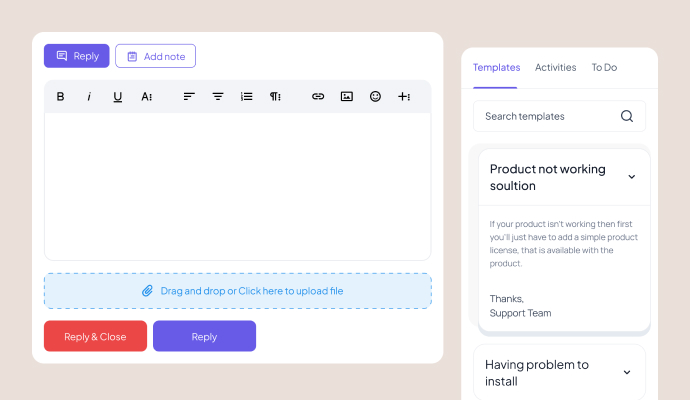 Reply
Add note
B i U A
Drag and drop or Click here to upload file
Reply & Close
Reply
Templates
Activities
To Do
Search templates
Product not working
soultion
If your product isn't working then first
you'll just have to add a simple product
license, that is available with the
product.
Thanks,
Support Team
Having problem to
install